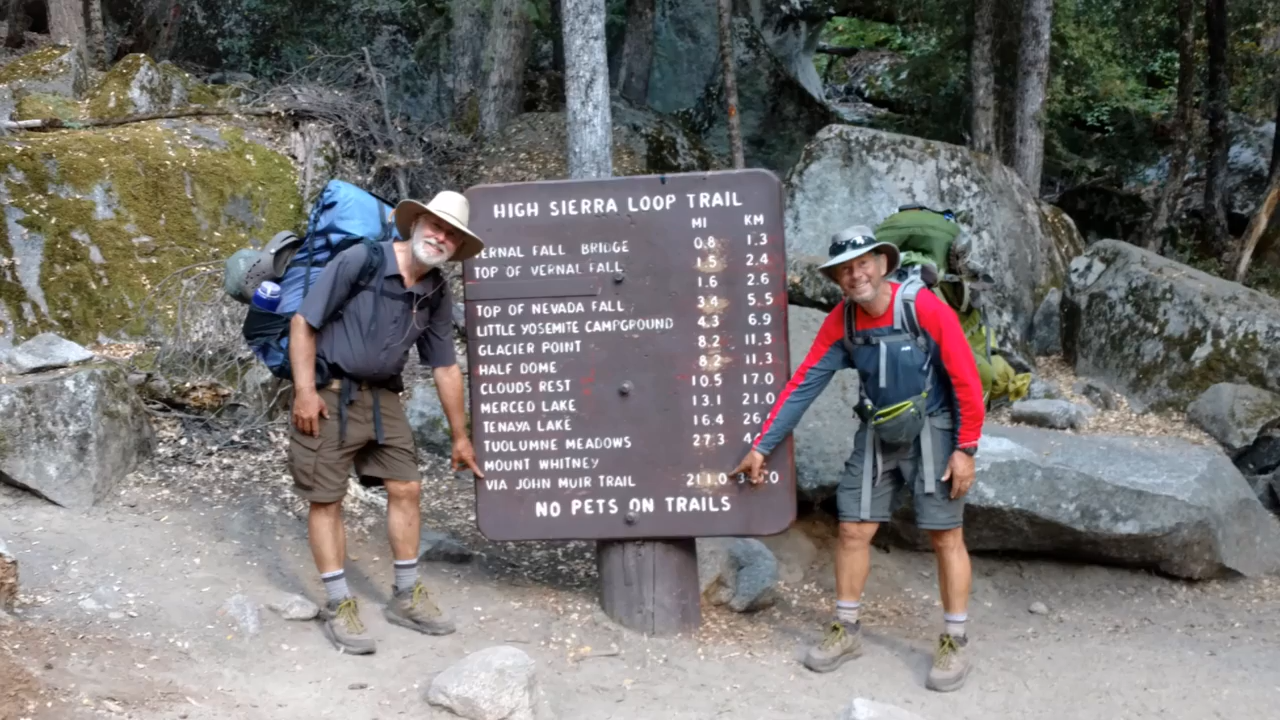 HIGH SIERRA LOOP TRAIL
MI KM
VERNAL FALL BRIDGE 0.8 1.3
TOP OF VERNAL FALL 1.5 2.4
1.6 2.6
TOP OF NEVADA FALL 3.4 5.5
LITTLE YOSEMITE CAMPGROUND 4.3 6.9
GLACIER POINT 8.2 11.3
HALF DOME 8.2 11.3
CLOUDS REST 10.5 17.0
MERCED LAKE 13.1 21.0
TENAYA LAKE 16.4
TUOLUMNE MEADOWS 27.3
MOUNT WHITNEY
VIA JOHN MUIR TRAIL 211.0
NO PETS ON TRAILS